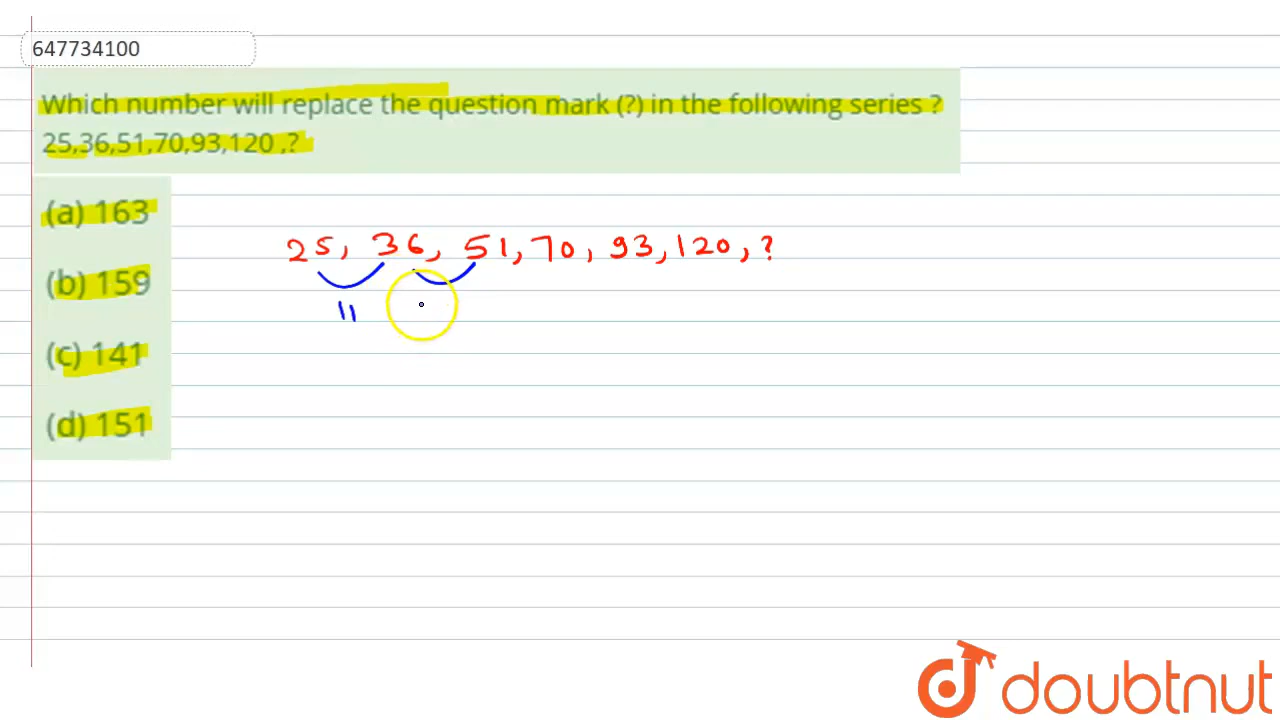 647734100
Which number will replace the question mark (?) in the following series ?
25,36,51,70,93,120 ,?
(a) 163
(b) 159
(c) 141
(d) 151
25, 36, 51, 70, 93, 120, ?
11
doubtnut